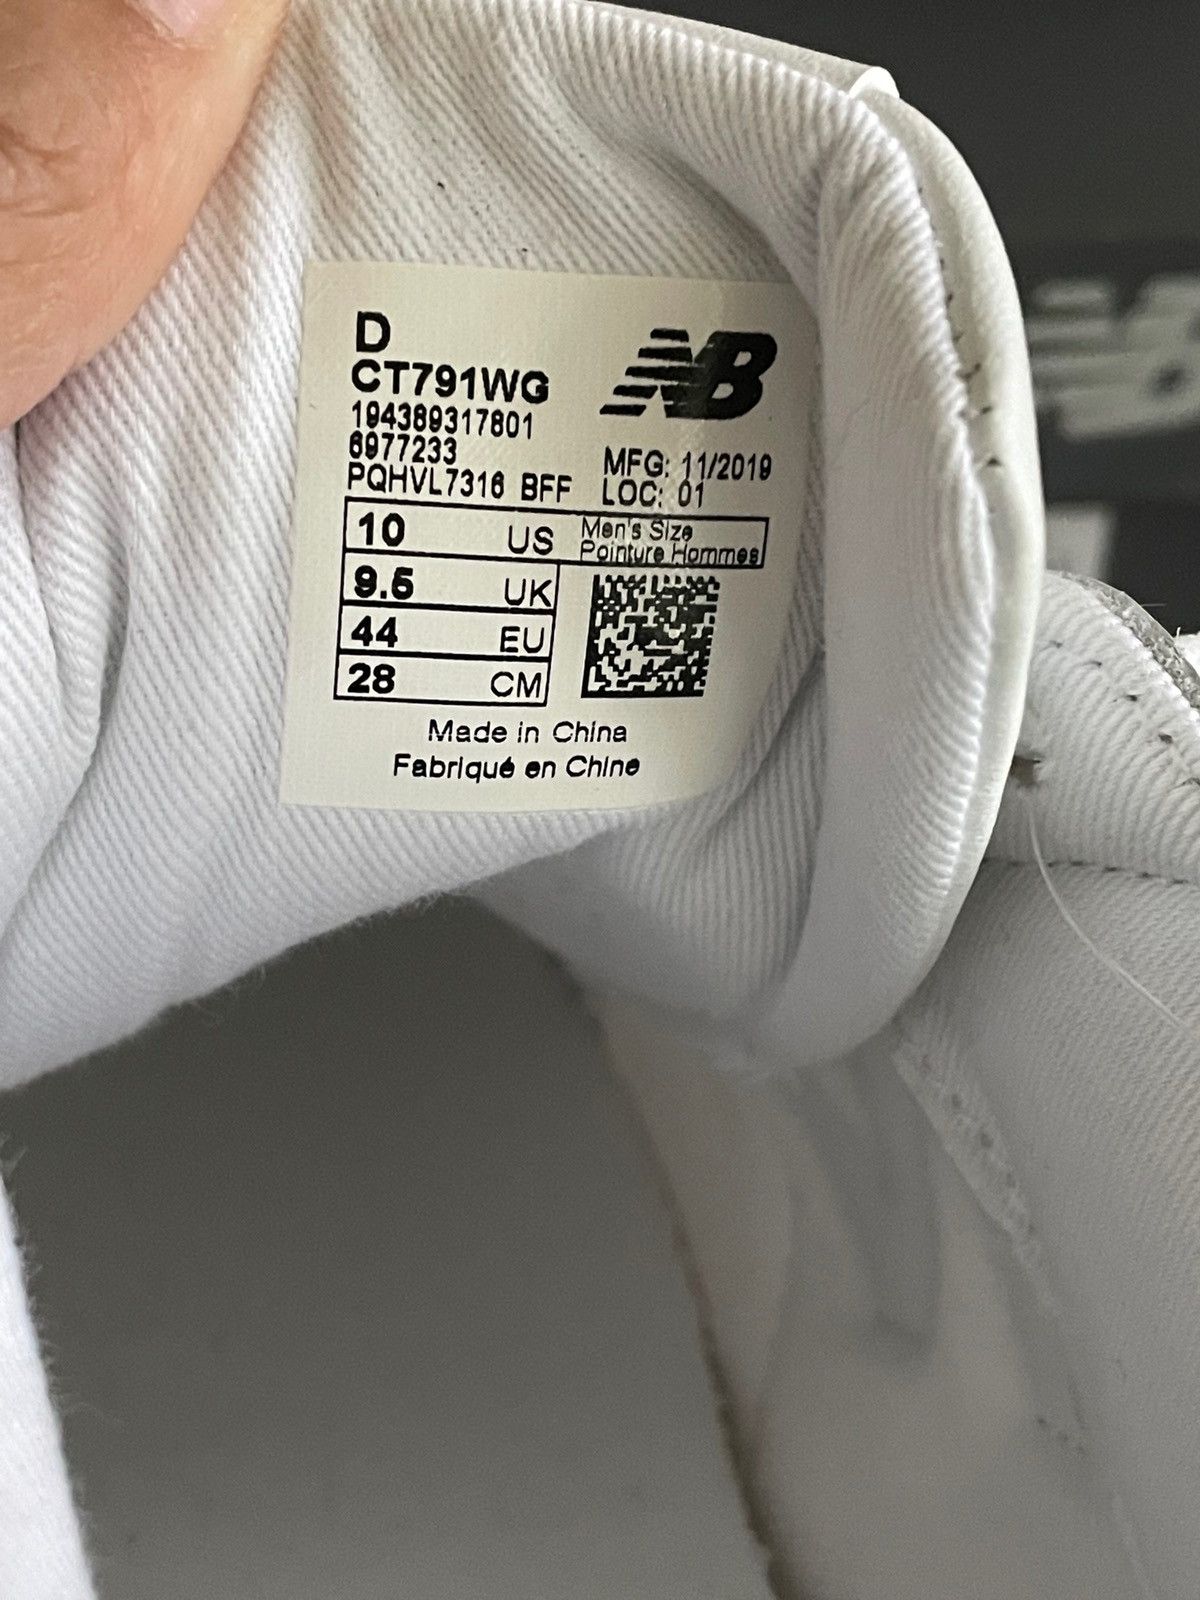 D
CT791WG
194389317801
6977233
PQHVL7316 BFF
NB
MFG: 11/2019
LOC: 01
10 US Men's Size
Pointure Hommes
9.5 UK
44 EU
28 CM
Made in China
Fabriqué en Chine